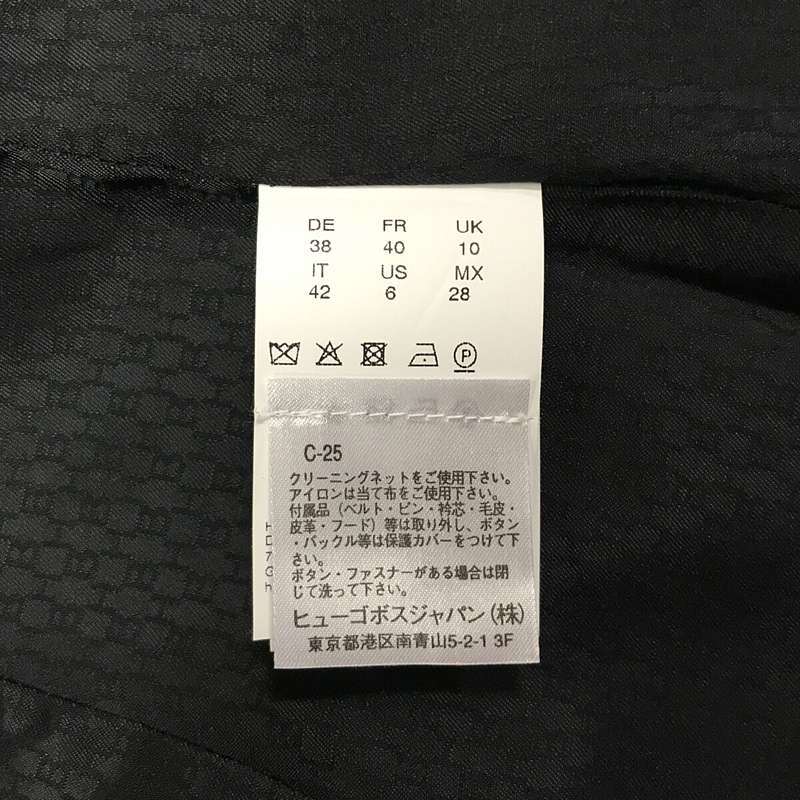 DE FR UK
38 40 10
IT US MX
42 6 28
P
C-25
クリーニングネットをご使用下さい。
アイロンは当て布をご使用下さい。
付属品（ベルト・ピン・衿芯・毛皮・
皮革・フード）等は取り外し、ボタン
・バックル等は保護カバーをつけて下
さい。
ボタン・ファスナーがある場合は閉
じて洗って下さい。
ヒューゴボスジャパン(株)
東京都港区南青山5-2-1 3F